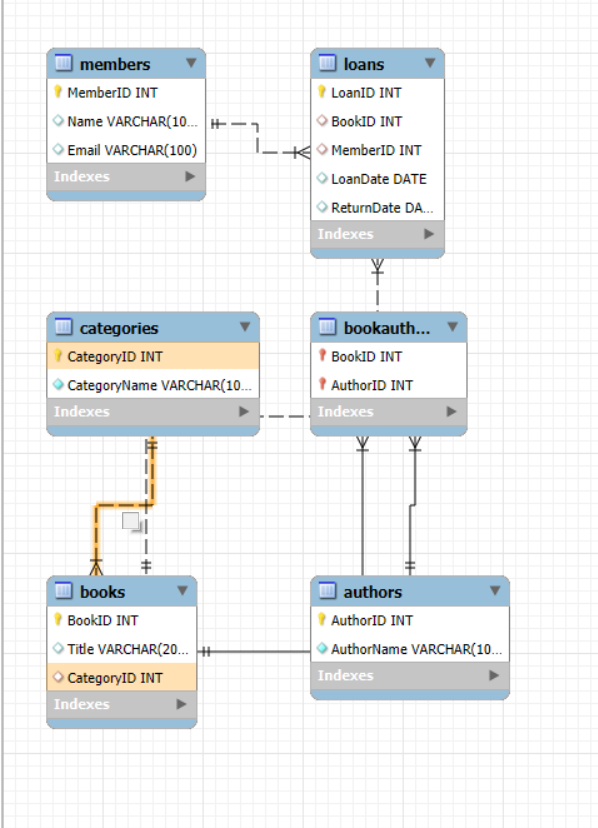 members
MemberID INT
Name VARCHAR(10...
Email VARCHAR(100)
Indexes
loans
LoanID INT
BookID INT
MemberID INT
LoanDate DATE
ReturnDate DA...
Indexes
categories
CategoryID INT
CategoryName VARCHAR(10...
Indexes
bookauth...
BookID INT
AuthorID INT
Indexes
books
BookID INT
Title VARCHAR(20...
CategoryID INT
Indexes
authors
AuthorID INT
AuthorName VARCHAR(10...
Indexes